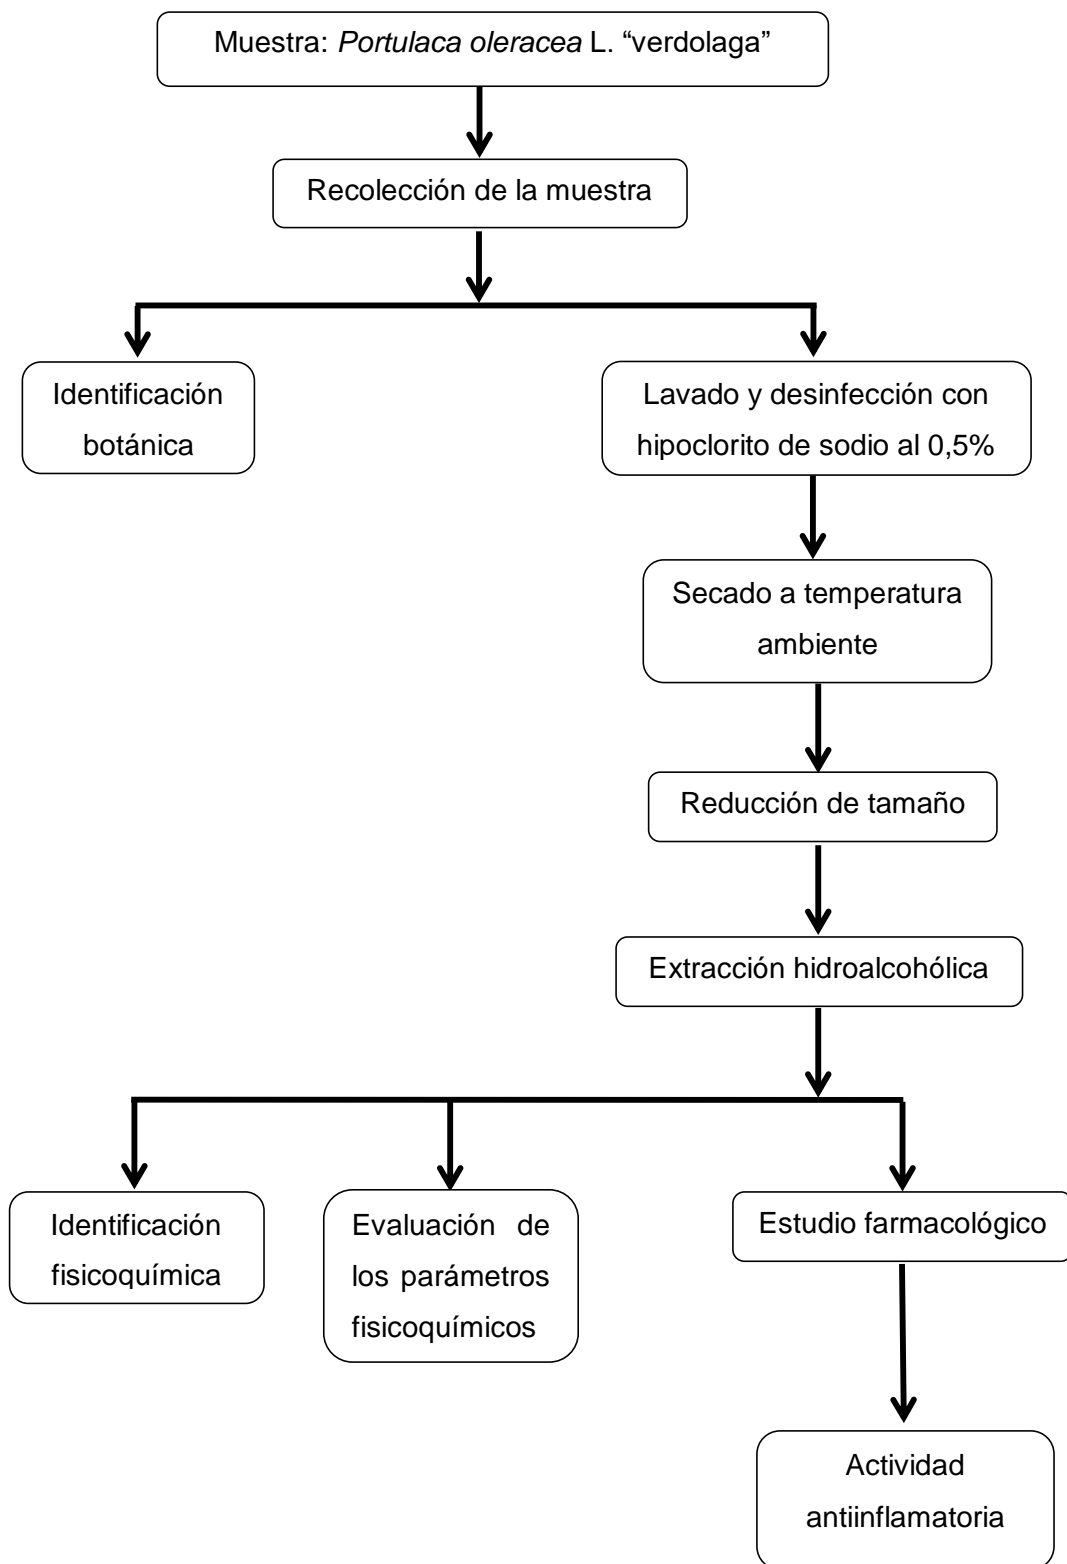 Muestra: Portulaca oleracea L. “verdolaga”
Recolección de la muestra
Identificación
botánica
Lavado y desinfección con
hipoclorito de sodio al 0,5%
Secado a temperatura
ambiente
Reducción de tamaño
Extracción hidroalcohólica
Identificación
fisicoquímica
Evaluación de
los parámetros
fisicoquímicos
Estudio farmacológico
Actividad
antiinflamatoria